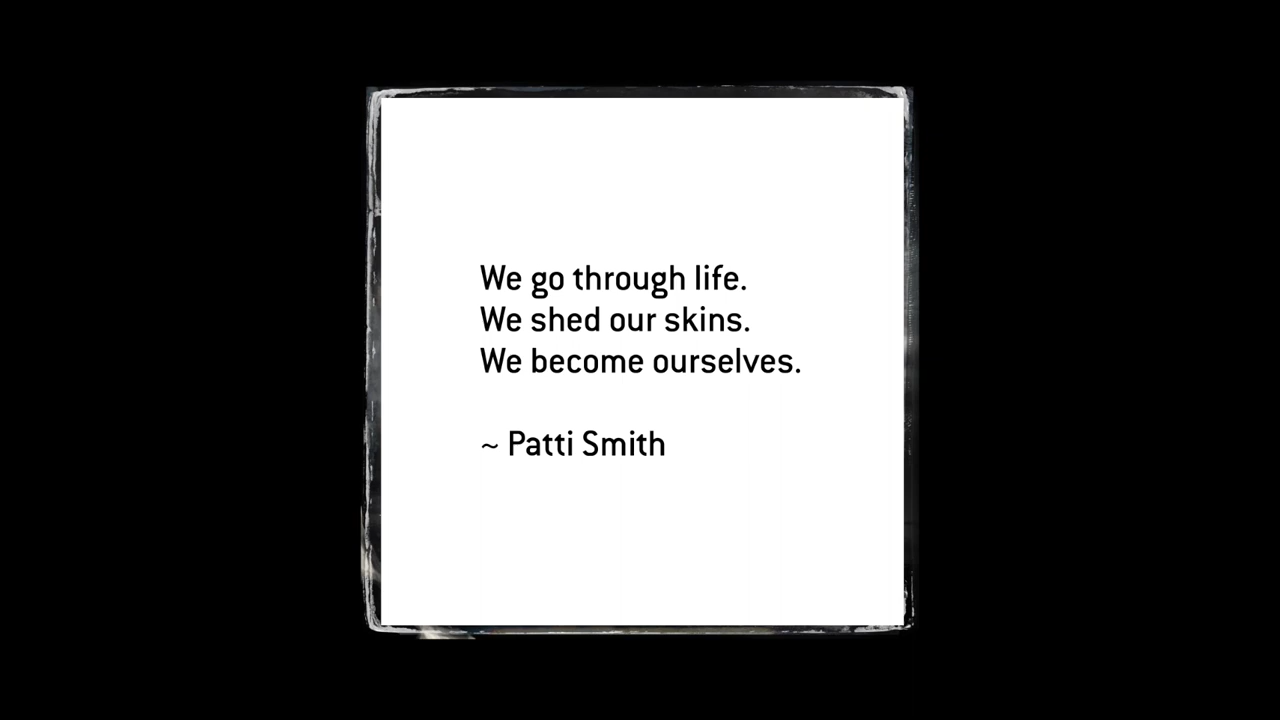 We go through life.
We shed our skins.
We become ourselves.
~ Patti Smith